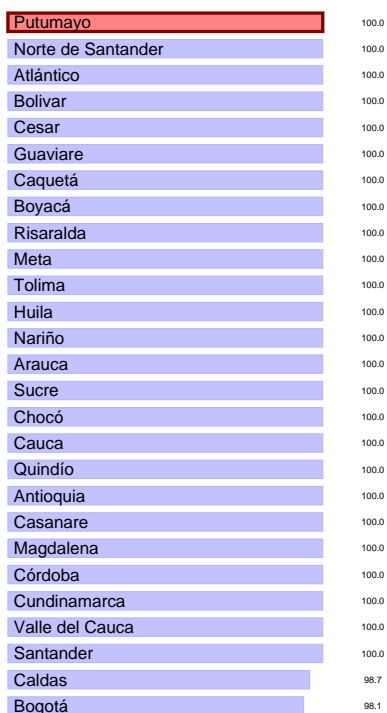 Putumayo 100.0
Norte de Santander 100.0
Atlántico 100.0
Bolivar 100.0
Cesar 100.0
Guaviare 100.0
Caquetá 100.0
Boyacá 100.0
Risaralda 100.0
Meta 100.0
Tolima 100.0
Huila 100.0
Nariño 100.0
Arauca 100.0
Sucre 100.0
Chocó 100.0
Cauca 100.0
Quindío 100.0
Antioquia 100.0
Casanare 100.0
Magdalena 100.0
Córdoba 100.0
Cundinamarca 100.0
Valle del Cauca 100.0
Santander 100.0
Caldas 98.7
Bogotá 98.1